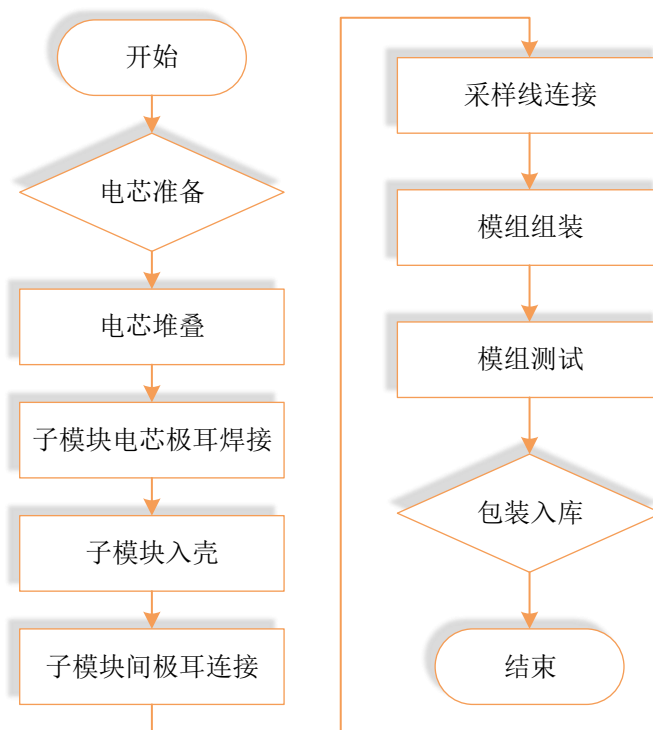 开始
电芯准备
电芯堆叠
子模块电芯极耳焊接
子模块入壳
子模块间极耳连接
采样线连接
模组组装
模组测试
包装入库
结束